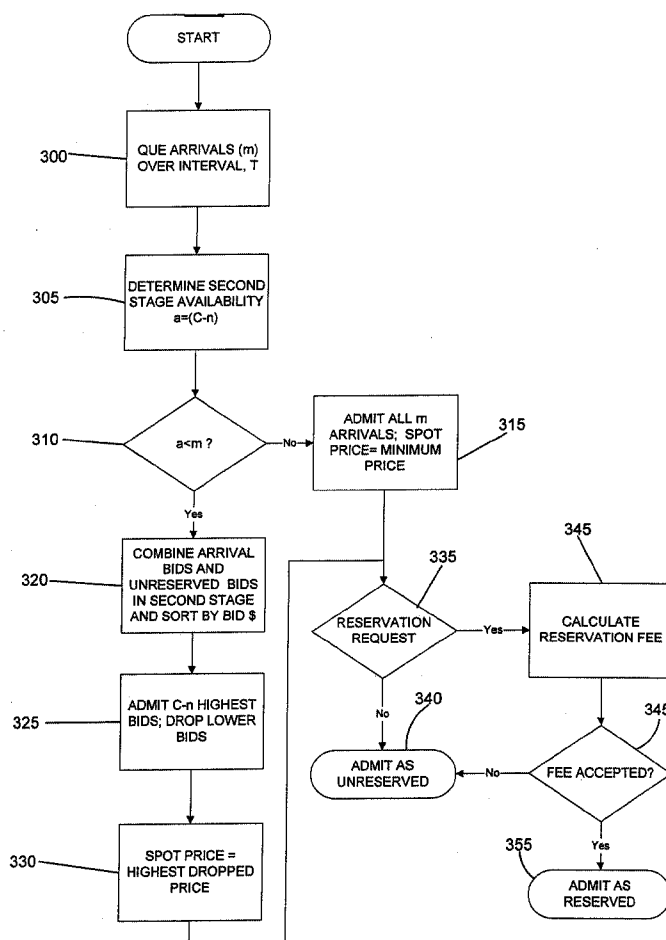 START
300
QUE ARRIVALS (m)
OVER INTERVAL, T
305
DETERMINE SECOND
STAGE AVAILABILITY
a=(C-n)
310
a<m ?
No
ADMIT ALL m
ARRIVALS; SPOT
PRICE= MINIMUM
PRICE
315
Yes
320
COMBINE ARRIVAL
BIDS AND
UNRESERVED BIDS
IN SECOND STAGE
AND SORT BY BID $
335
RESERVATION
REQUEST
Yes
345
CALCULATE
RESERVATION FEE
325
ADMIT C-n HIGHEST
BIDS; DROP LOWER
BIDS
No
340
ADMIT AS
UNRESERVED
No
345
FEE ACCEPTED?
Yes
330
SPOT PRICE =
HIGHEST DROPPED
PRICE
355
ADMIT AS
RESERVED